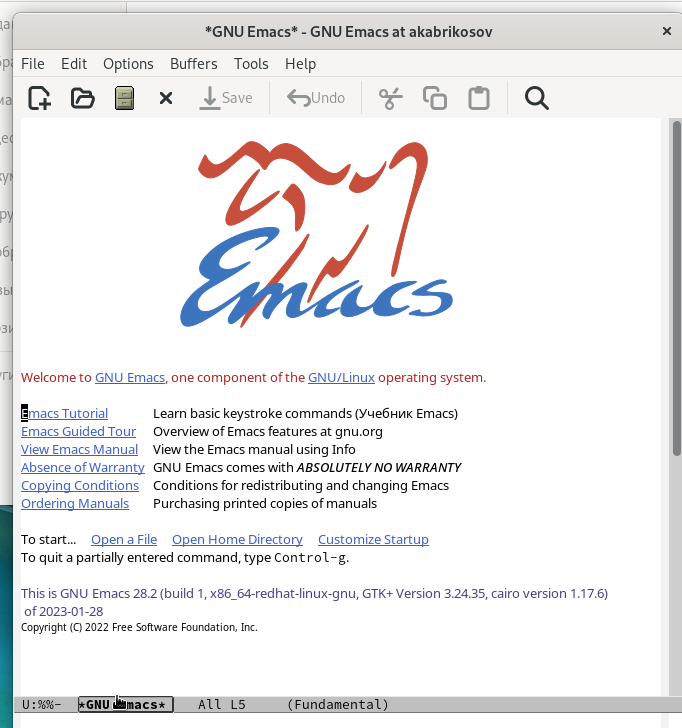 *GNU Emacs* - GNU Emacs at akabrikosov
File Edit Options Buffers Tools Help
Save Undo
Emacs
Welcome to GNU Emacs, one component of the GNU/Linux operating system.
Emacs Tutorial Learn basic keystroke commands (Учебник Emacs)
Emacs Guided Tour Overview of Emacs features at gnu.org
View Emacs Manual View the Emacs manual using Info
Absence of Warranty GNU Emacs comes with ABSOLUTELY NO WARRANTY
Copying Conditions Conditions for redistributing and changing Emacs
Ordering Manuals Purchasing printed copies of manuals
To start... Open a File Open Home Directory Customize Startup
To quit a partially entered command, type Control-g.
This is GNU Emacs 28.2 (build 1, x86_64-redhat-linux-gnu, GTK+ Version 3.24.35, cairo version 1.17.6)
of 2023-01-28
Copyright (C) 2022 Free Software Foundation, Inc.
U:%%- *GNU Emacs* All L5 (Fundamental)